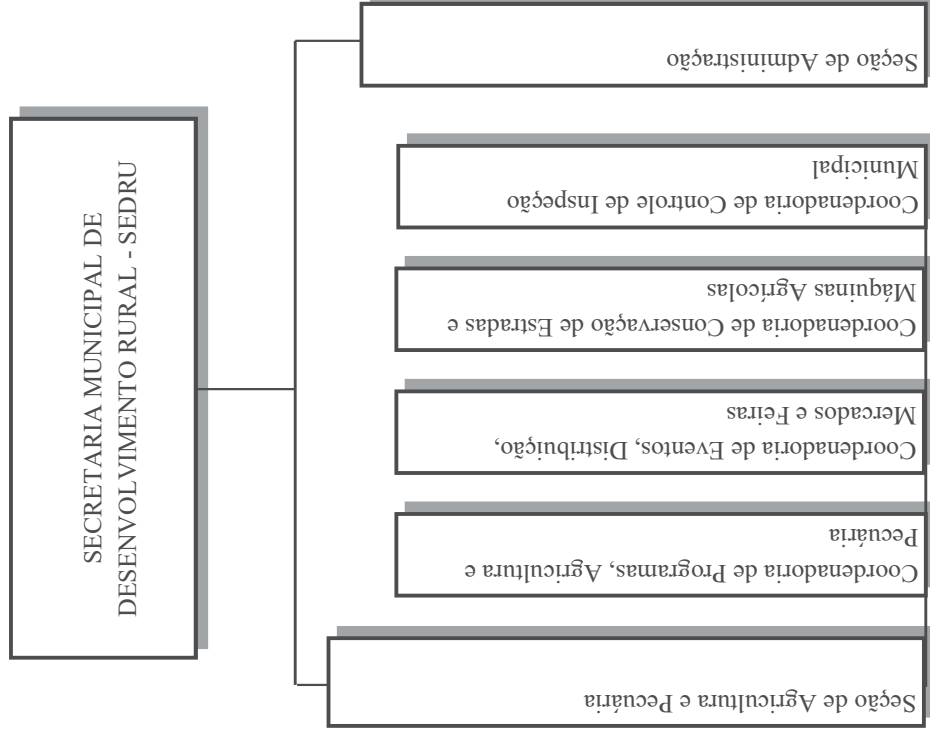 SECRETARIA MUNICIPAL DE
DESENVOLVIMENTO RURAL - SEDRU
Seção de Agricultura e Pecuária
Coordenadoria de Programas, Agricultura e
Pecuária
Coordenadoria de Eventos, Distribuição,
Mercados e Feiras
Coordenadoria de Conservação de Estradas e
Máquinas Agrícolas
Coordenadoria de Controle de Inspeção
Municipal
Seção de Administração